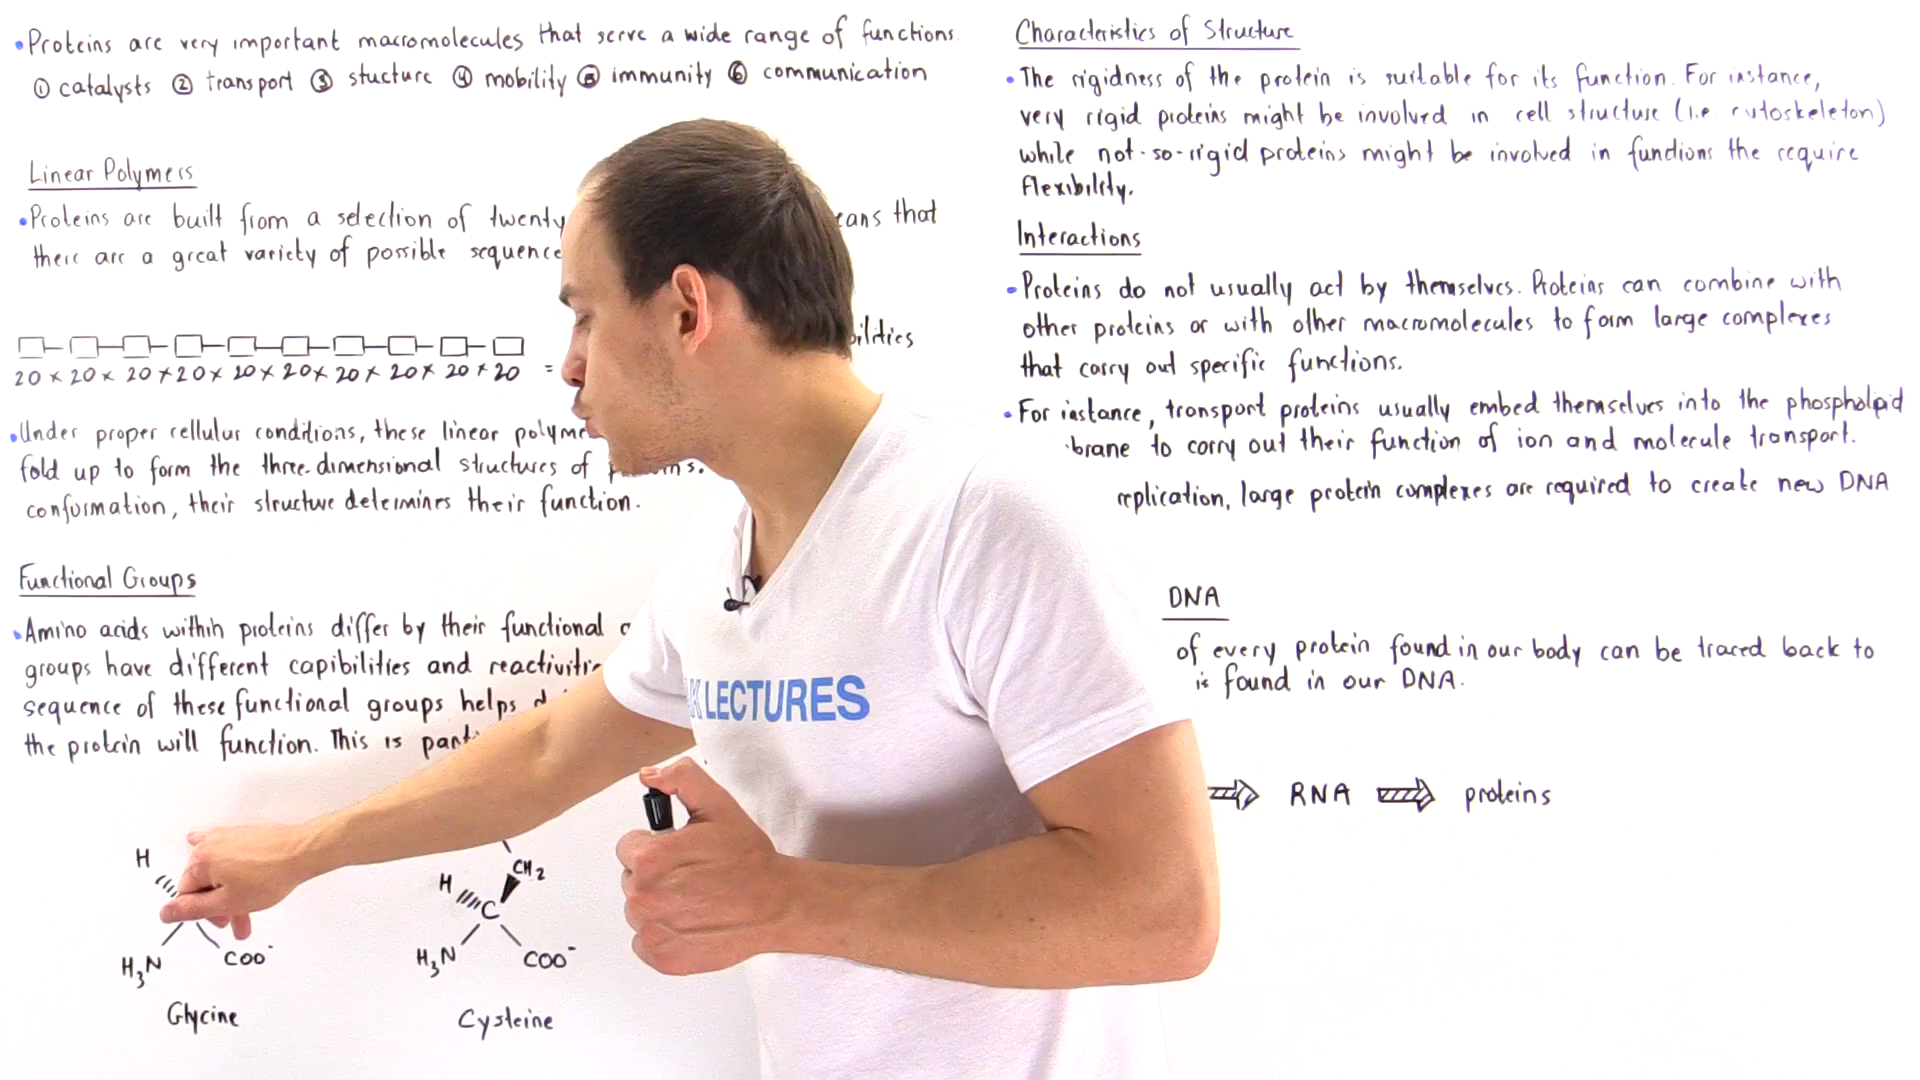 •Proteins are very important macromolecules that serve a wide range of functions.
① catalysts ② transport ③ stucture ④ mobility ⑤ immunity ⑥ communication
Linear Polymers
•Proteins are built from a selection of twenty
eans that
there are a great variety of possible sequence
20 × 20 × 20 × 20 × 20 × 20 × 20 × 20 × 20 × 20 =
bilities
•Under proper cellular conditions, these linear polyme
fold up to form the three-dimensional structures of
conformation, their structure determines their function.
Functional Groups
•Amino acids within proteins differ by their functional
groups have different capibilities and reactivitie
sequence of these functional groups helps
the protein will function. This is
H
H3N
COO-
Glycine
CH2
H
C
H3N
COO-
Cysteine
LECTURES
Characteristics of Structure
•The rigidness of the protein is suitable for its function. For instance,
very rigid proteins might be involved in cell structure (i.e. cytoskeleton)
while not-so-rigid proteins might be involved in functions the require
flexibility.
Interactions
•Proteins do not usually act by themselves. Proteins can combine with
other proteins or with other macromolecules to form large complexes
that carry out specific functions.
•For instance, transport proteins usually embed themselves into the phospholipid
brane to carry out their function of ion and molecule transport.
replication, large protein complexes are required to create new DNA
DNA
of every protein found in our body can be traced back to
is found in our DNA.
RNA
proteins